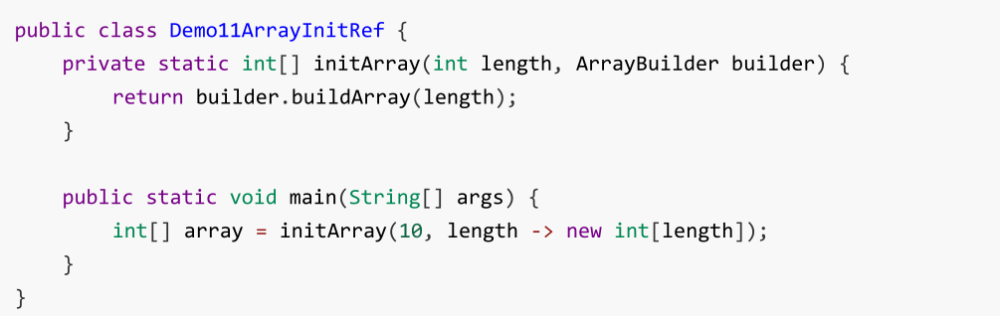 public class Demo11ArrayInitRef {
    private static int[] initArray(int length, ArrayBuilder builder) {
        return builder.buildArray(length);
    }

    public static void main(String[] args) {
        int[] array = initArray(10, length -> new int[length]);
    }
}